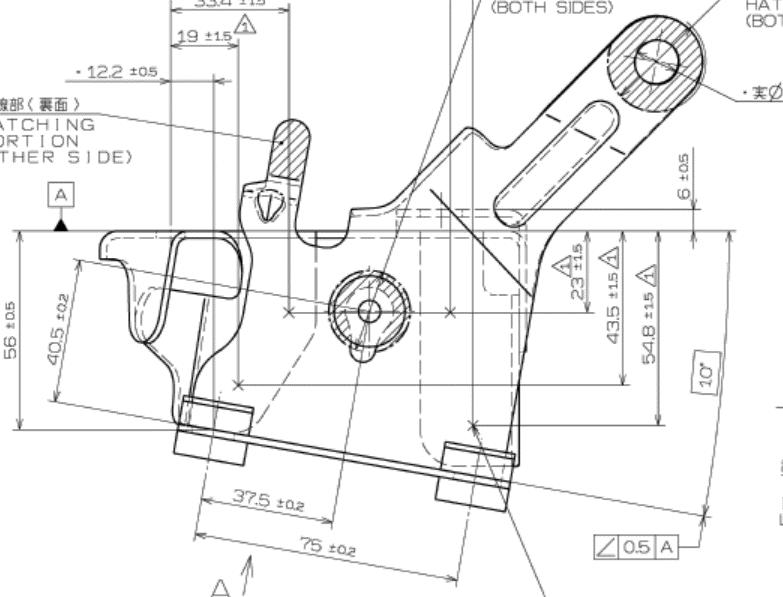 33.4 ±1.5
(BOTH SIDES)
19 ±1.5 1
12.2 ±0.5
部(裏面)
ATCHING
ORTION
THER SIDE)
HAT
(BO
・実Ø
A
6 ±0.5
56 ±0.5
40.5 ±0.2
23 ±1.5 1
43.5 ±1.5 1
54.8 ±1.5 1
10°
37.5 ±0.2
75 ±0.2
∠ 0.5 A